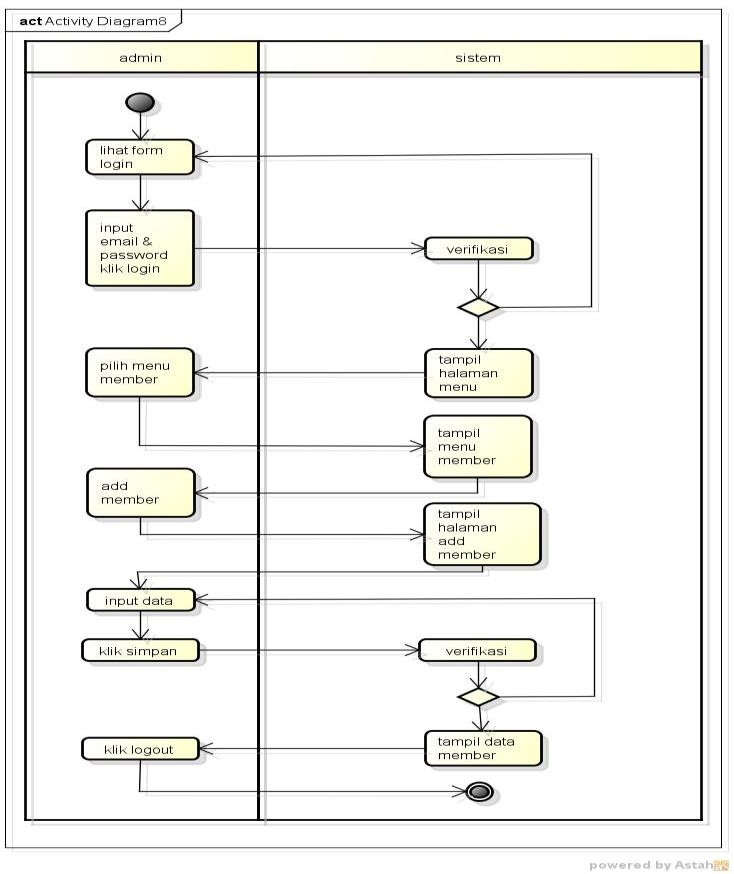 act Activity Diagram8
admin
sistem
lihat form
login
input
email &
password
klik login
verifikasi
tampil
halaman
menu
pilih menu
member
tampil
menu
member
add
member
tampil
halaman
add
member
input data
klik simpan
verifikasi
tampil data
member
klik logout
powered by Astah